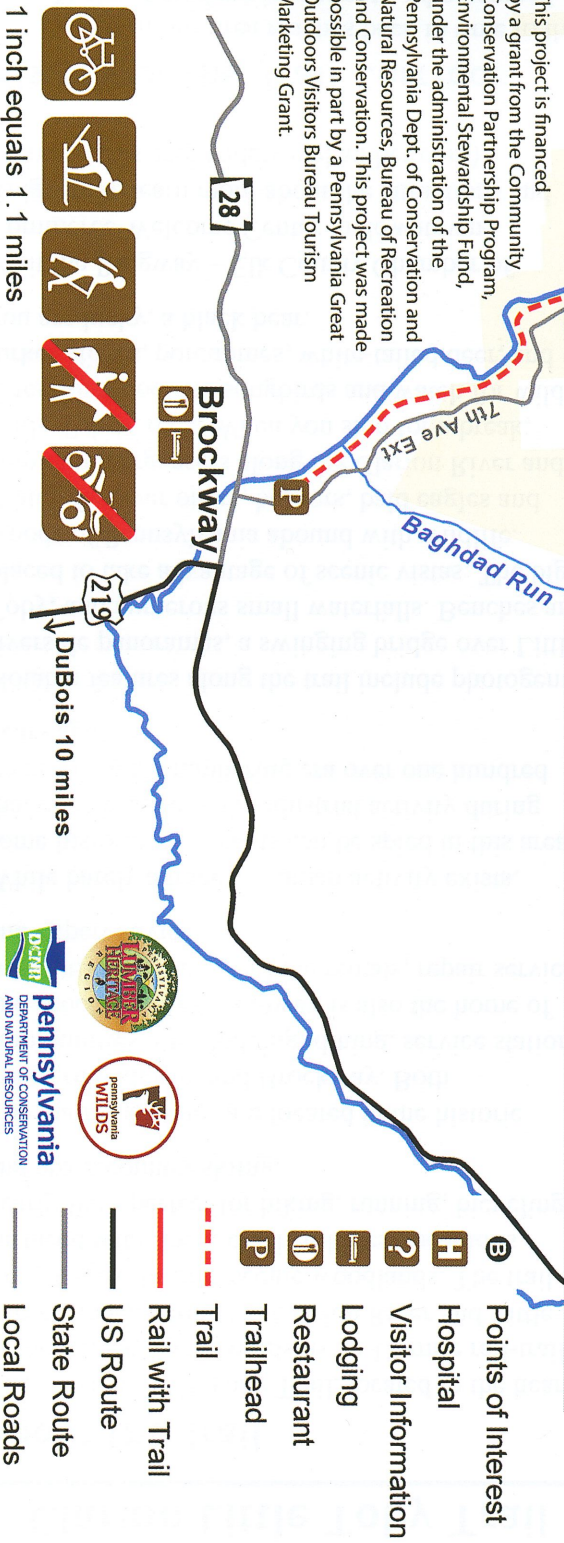 This project is financed
by a grant from the Community
Conservation Partnership Program,
Environmental Stewardship Fund,
under the administration of the
Pennsylvania Dept. of Conservation and
Natural Resources, Bureau of Recreation
and Conservation. This project was made
possible in part by a Pennsylvania Great
Outdoors Visitors Bureau Tourism
Marketing Grant.
7th Ave Ext
Baghdad Run
P
28
Brockway
219
DuBois 10 miles
1 inch equals 1.1 miles
PENNSYLVANIA
LUMBER
HERITAGE
REGION
pennsylvania
WILDS
DCNR
pennsylvania
DEPARTMENT OF CONSERVATION
AND NATURAL RESOURCES
B Points of Interest
H Hospital
? Visitor Information
Lodging
Restaurant
P Trailhead
Trail
Rail with Trail
US Route
State Route
Local Roads